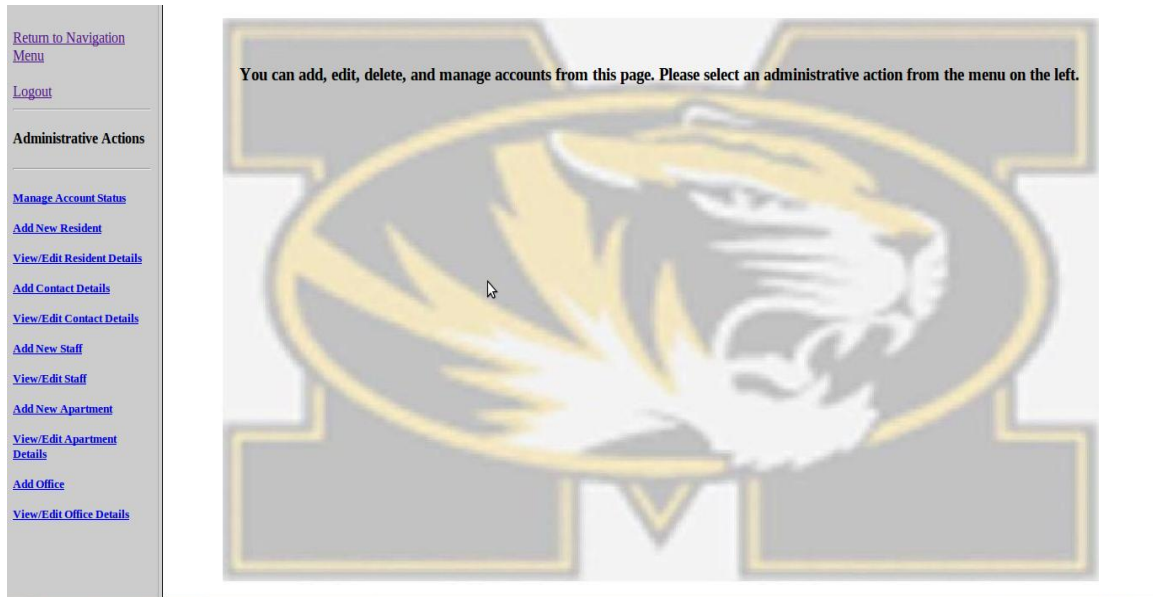 Return to Navigation
Menu
Logout
Administrative Actions
Manage Account Status
Add New Resident
View/Edit Resident Details
Add Contact Details
View/Edit Contact Details
Add New Staff
View/Edit Staff
Add New Apartment
View/Edit Apartment
Details
Add Office
View/Edit Office Details
You can add, edit, delete, and manage accounts from this page. Please select an administrative action from the menu on the left.